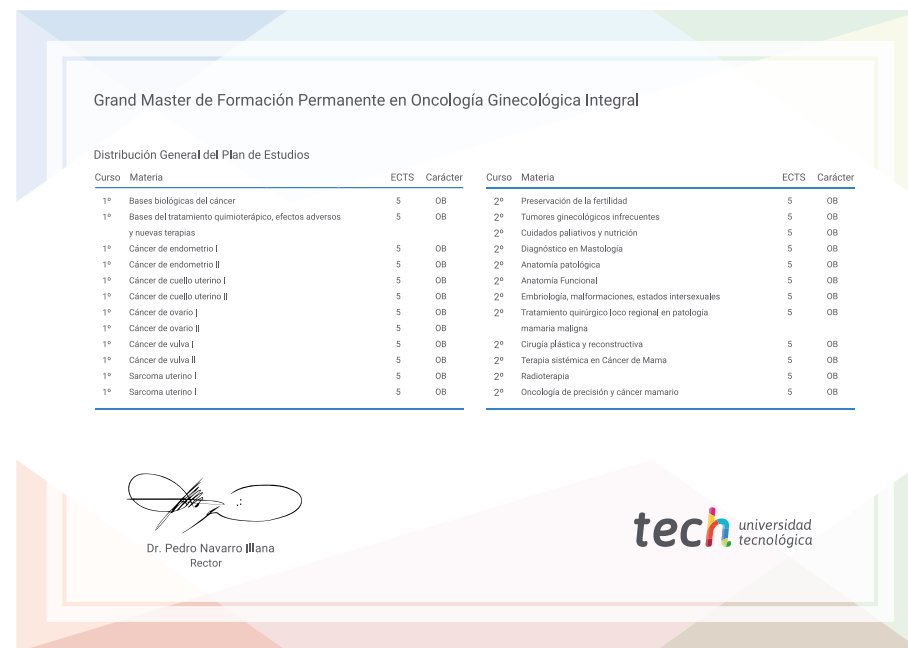 Grand Master de Formación Permanente en Oncología Ginecológica Integral
Distribución General del Plan de Estudios
Curso Materia ECTS Carácter
1º Bases biológicas del cáncer 5 OB
1º Bases del tratamiento quimioterápico, efectos adversos 5 OB
y nuevas terapias
1º Cáncer de endometrio I 5 OB
1º Cáncer de endometrio II 5 OB
1º Cáncer de cuello uterino I 5 OB
1º Cáncer de cuello uterino II 5 OB
1º Cáncer de ovario I 5 OB
1º Cáncer de ovario II 5 OB
1º Cáncer de vulva I 5 OB
1º Cáncer de vulva II 5 OB
1º Sarcoma uterino I 5 OB
1º Sarcoma uterino I 5 OB
Curso Materia ECTS Carácter
2º Preservación de la fertilidad 5 OB
2º Tumores ginecológicos infrecuentes 5 OB
2º Cuidados paliativos y nutrición 5 OB
2º Diagnóstico en Mastología 5 OB
2º Anatomía patológica 5 OB
2º Anatomía Funcional 5 OB
2º Embriología, malformaciones, estados intersexuales 5 OB
2º Tratamiento quirúrgico loco regional en patología 5 OB
mamaria maligna
2º Cirugía plástica y reconstructiva 5 OB
2º Terapia sistémica en Cáncer de Mama 5 OB
2º Radioterapia 5 OB
2º Oncología de precisión y cáncer mamario 5 OB
Dr. Pedro Navarro Illana
Rector
tech universidad
tecnológica